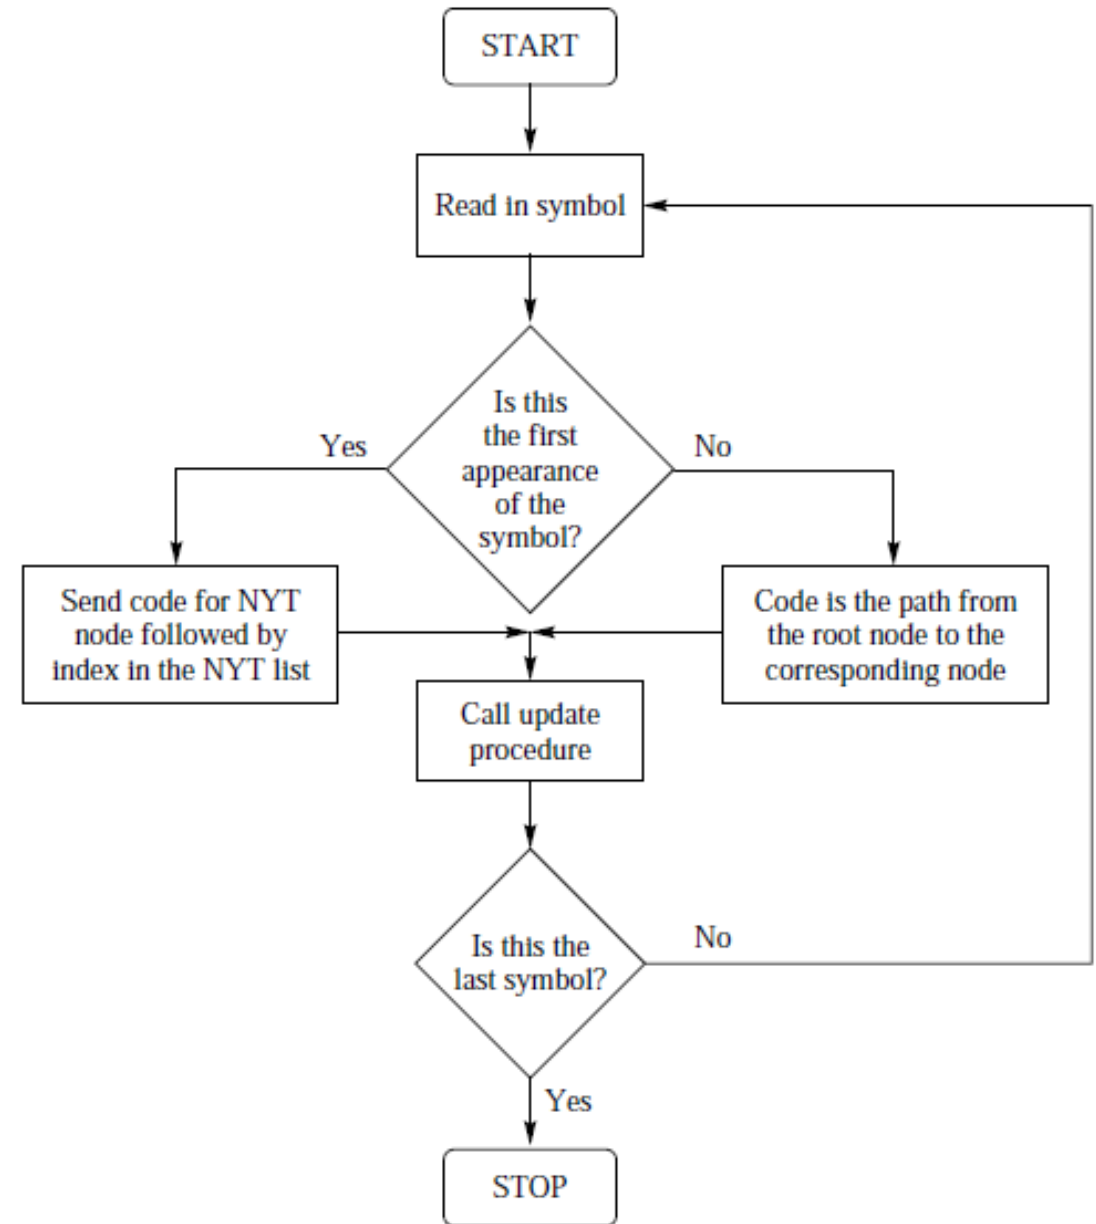 START
Read in symbol
Is this
the first
appearance
of the
symbol?
Yes
No
Send code for NYT
node followed by
index in the NYT list
Code is the path from
the root node to the
corresponding node
Call update
procedure
Is this the
last symbol?
No
Yes
STOP